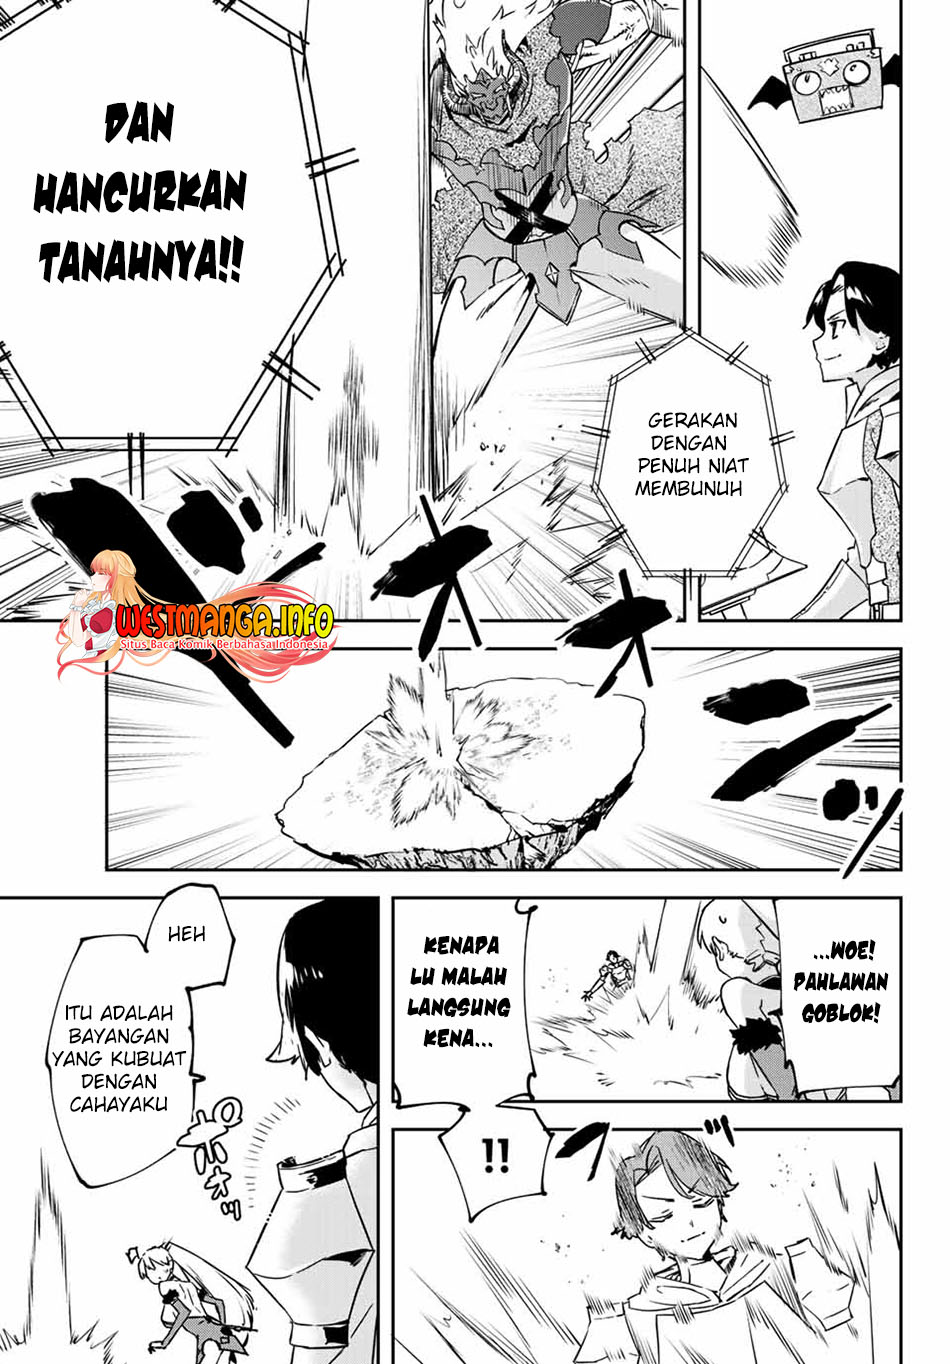 GERAKAN
DENGAN
PENUH NIAT
MEMBUNUH
DAN
HANCURKAN
TANAHNYA!!
WESTMANGA.INFO
Situs Baca Komik Berbahasa Indonesia
...WOE!
PAHLAWAN
GOBLOK!
KENAPA
LU MALAH
LANGSUNG
KENA...
!!
HEH
ITU ADALAH
BAYANGAN
YANG KUBUAT
DENGAN
CAHAYAKU